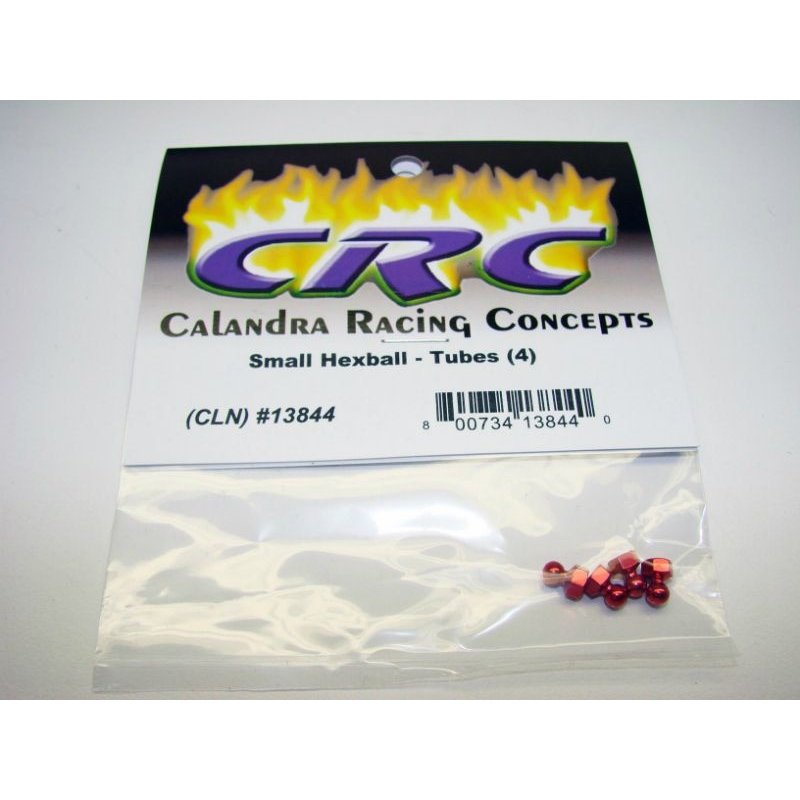 CRC
Calandra Racing Concepts
Small Hexball - Tubes (4)
(CLN) #13844
8 00734 13844 0